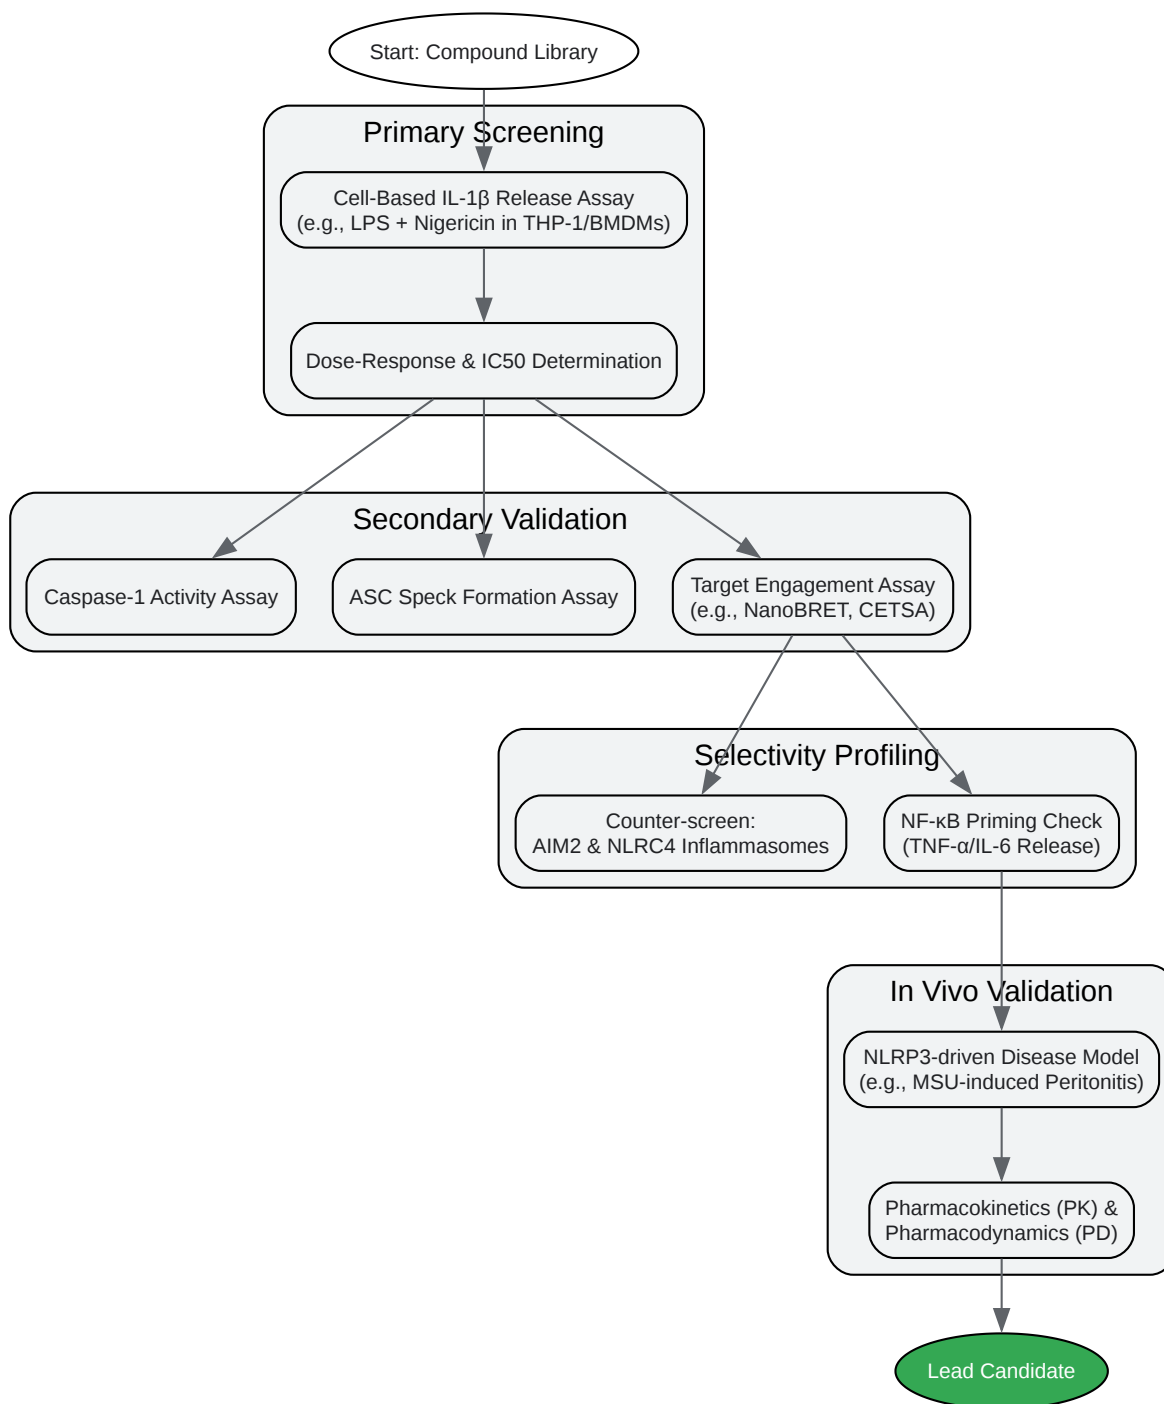 Start: Compound Library
Primary Screening
Cell-Based IL-1β Release Assay
(e.g., LPS + Nigericin in THP-1/BMDMs)
Dose-Response & IC50 Determination
Secondary Validation
Caspase-1 Activity Assay
ASC Speck Formation Assay
Target Engagement Assay
(e.g., NanoBRET, CETSA)
Selectivity Profiling
Counter-screen:
AIM2 & NLRC4 Inflammasomes
NF-κB Priming Check
(TNF-α/IL-6 Release)
In Vivo Validation
NLRP3-driven Disease Model
(e.g., MSU-induced Peritonitis)
Pharmacokinetics (PK) &
Pharmacodynamics (PD)
Lead Candidate